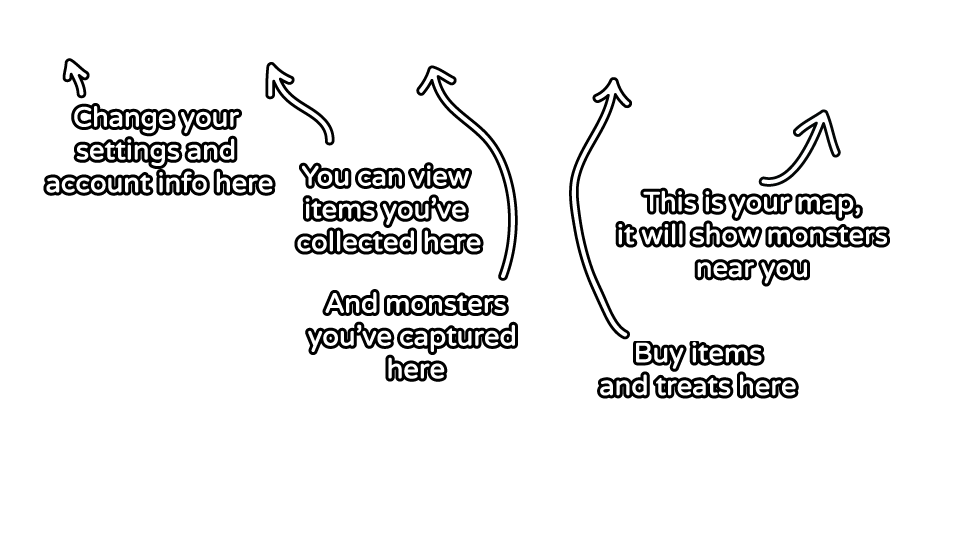 Change your
settings and
account info here
You can view
items you've
collected here
And monsters
you've captured
here
Buy items
and treats here
This is your map,
it will show monsters
near you